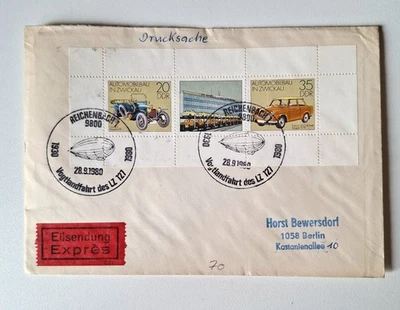 Drucksache
AUTOMOBILBAU
IN ZWICKAU
20
DDR
AUTOMOBILBAU
IN ZWICKAU
35
DDR
REICHENBACH
9800
1930
1980
28.9.1980
Vogtlandfahrt des LZ 127
REICHENBACH
9800
1930
1980
28.9.1980
Vogtlandfahrt des LZ 127
Eilsendung
Exprès
Horst Bewersdorf
1058 Berlin
Kastanienallee 10
70